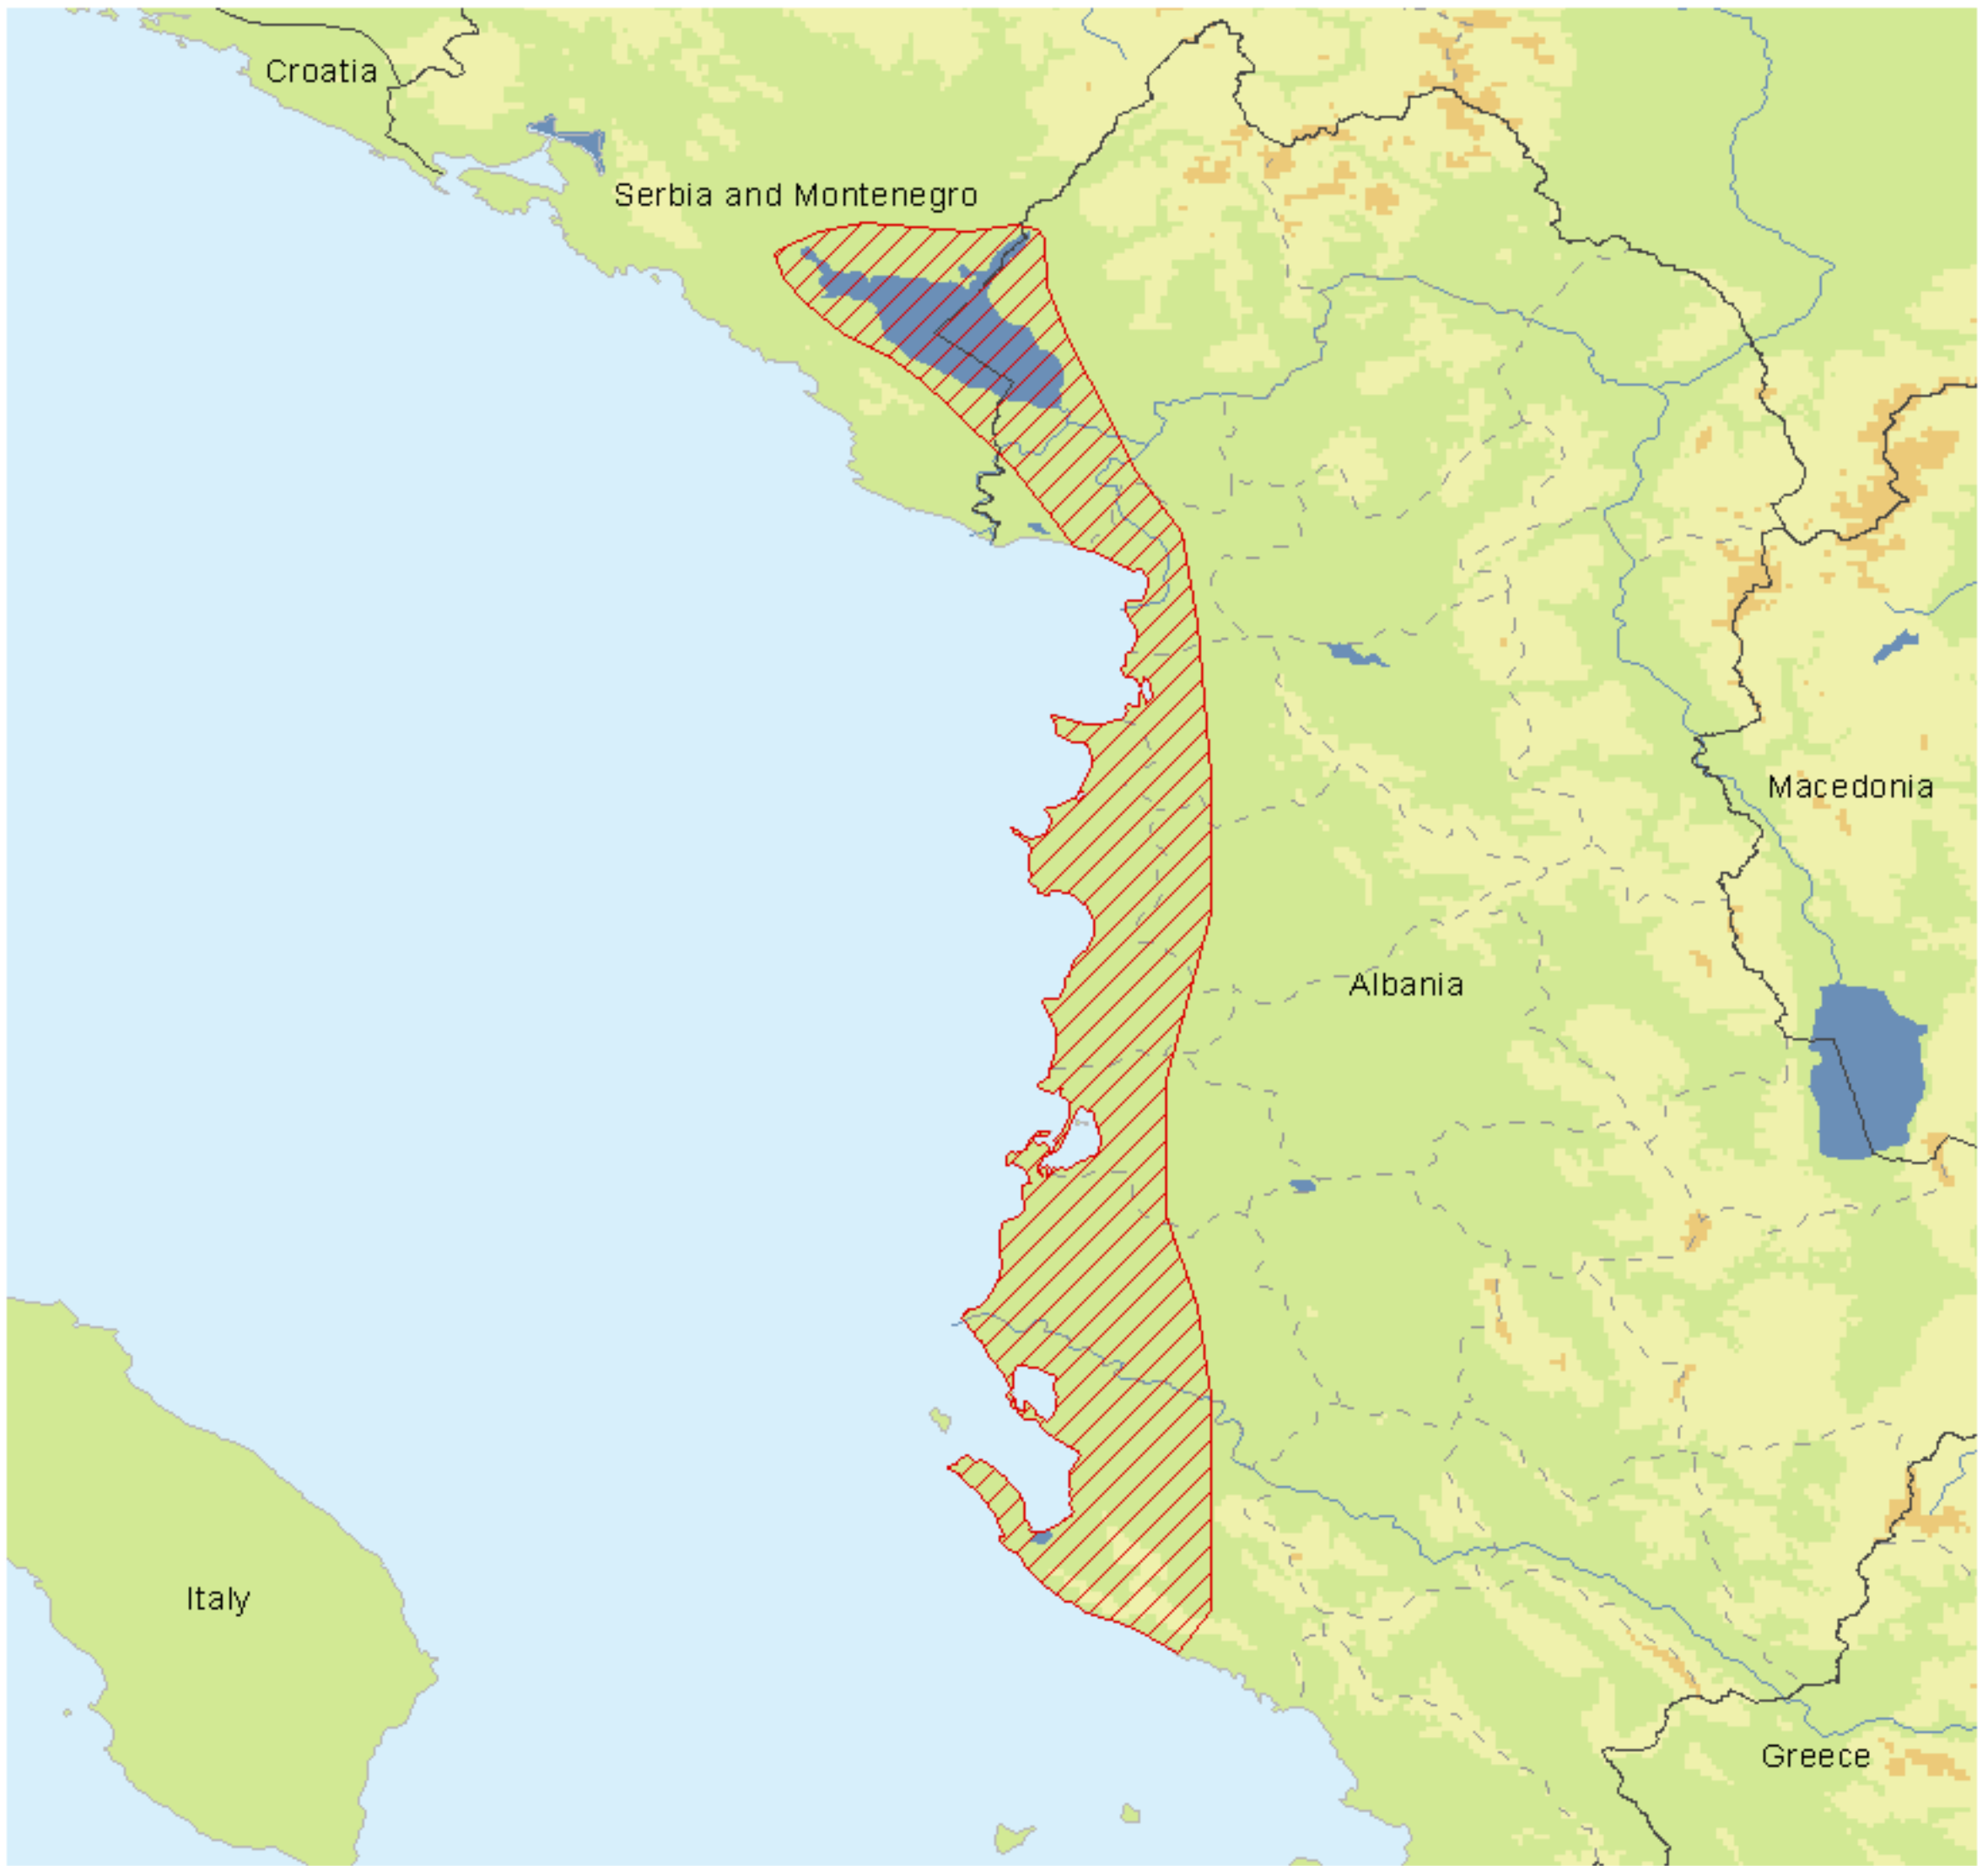 Croatia
Serbia and Montenegro
Macedonia
Albania
Italy
Greece